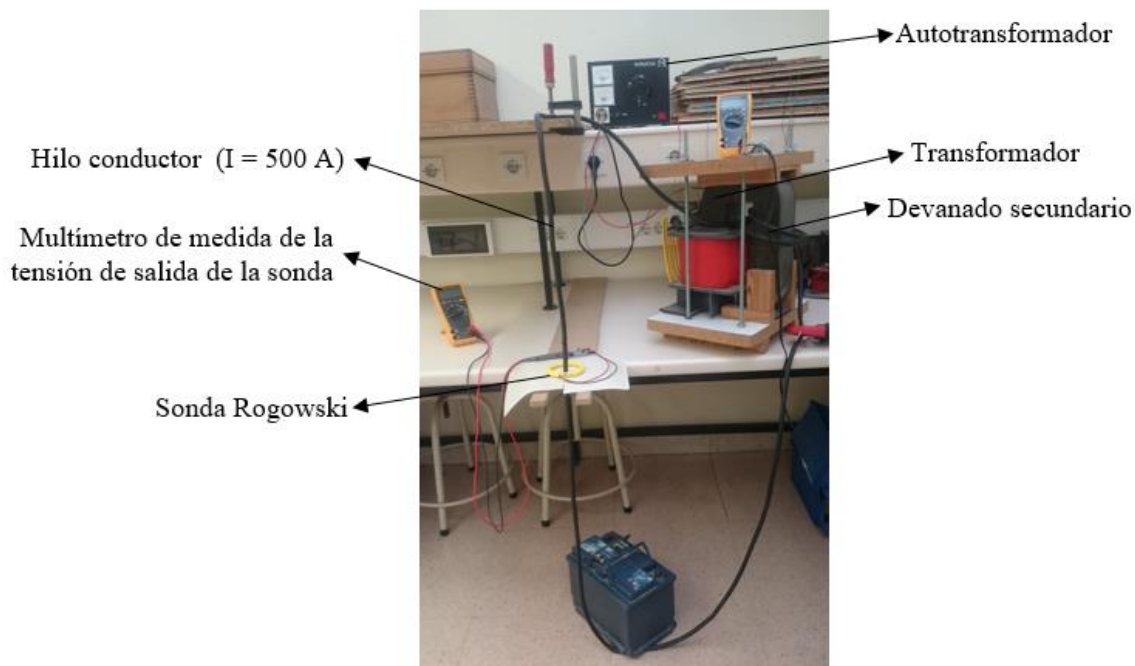 Autotransformador
Hilo conductor (I = 500 A)
Transformador
Devanado secundario
Multímetro de medida de la
tensión de salida de la sonda
Sonda Rogowski